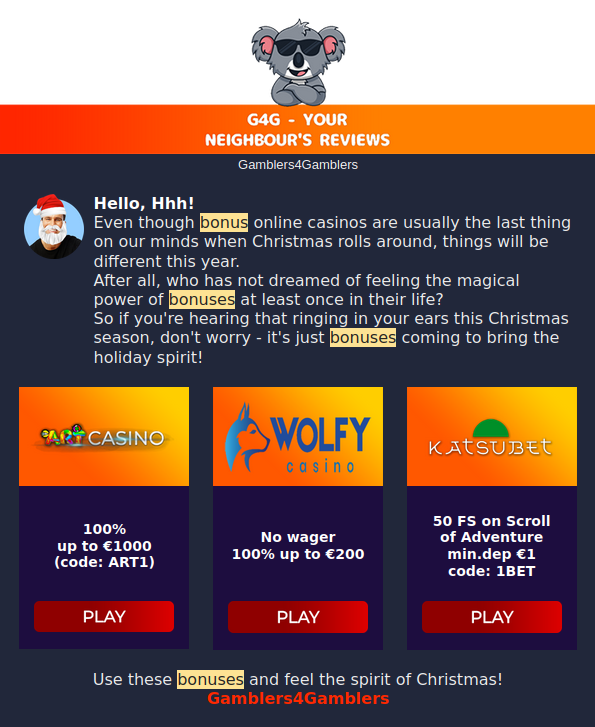 G4G - YOUR
NEIGHBOUR'S REVIEWS
Gamblers4Gamblers
Hello, Hhh!
Even though bonus online casinos are usually the last thing
on our minds when Christmas rolls around, things will be
different this year.
After all, who has not dreamed of feeling the magical
power of bonuses at least once in their life?
So if you're hearing that ringing in your ears this Christmas
season, don't worry - it's just bonuses coming to bring the
holiday spirit!
ART CASINO
100%
up to €1000
(code: ART1)
PLAY
WOLFY
casino
No wager
100% up to €200
PLAY
KATSUBET
50 FS on Scroll
of Adventure
min.dep €1
code: 1BET
PLAY
Use these bonuses and feel the spirit of Christmas!
Gamblers4Gamblers